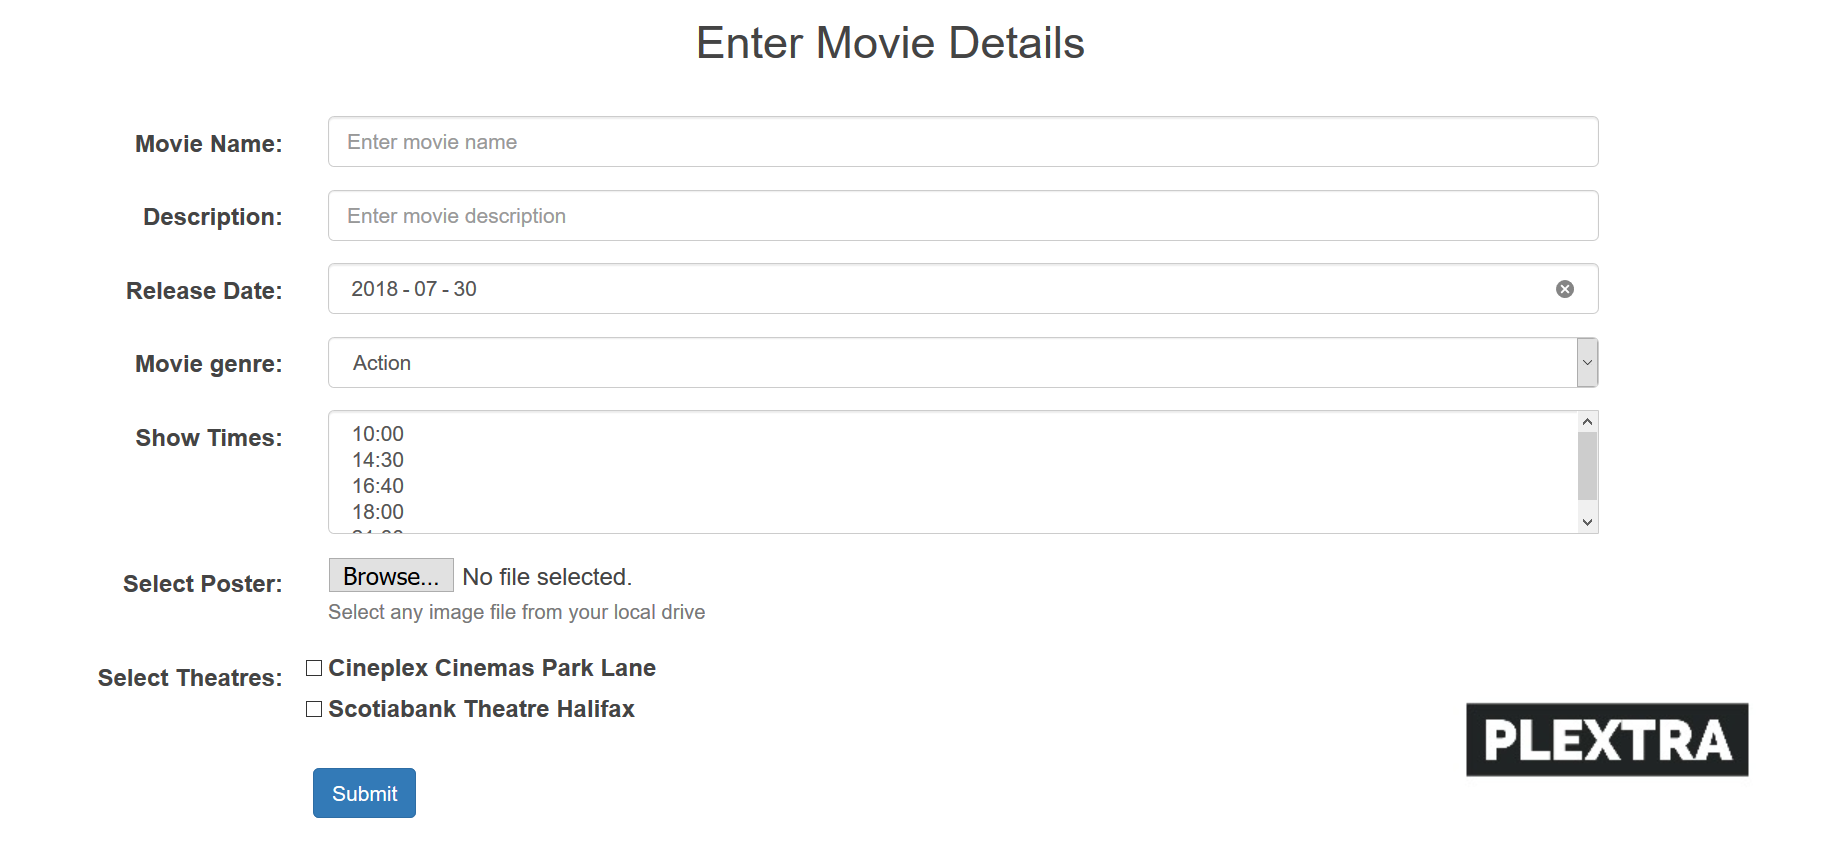 Enter Movie Details
Movie Name: Enter movie name
Description: Enter movie description
Release Date: 2018 - 07 - 30
Movie genre: Action
Show Times: 10:00
14:30
16:40
18:00
Select Poster: Browse... No file selected.
Select any image file from your local drive
Select Theatres: Cineplex Cinemas Park Lane
Scotiabank Theatre Halifax
PLEXTRA
Submit